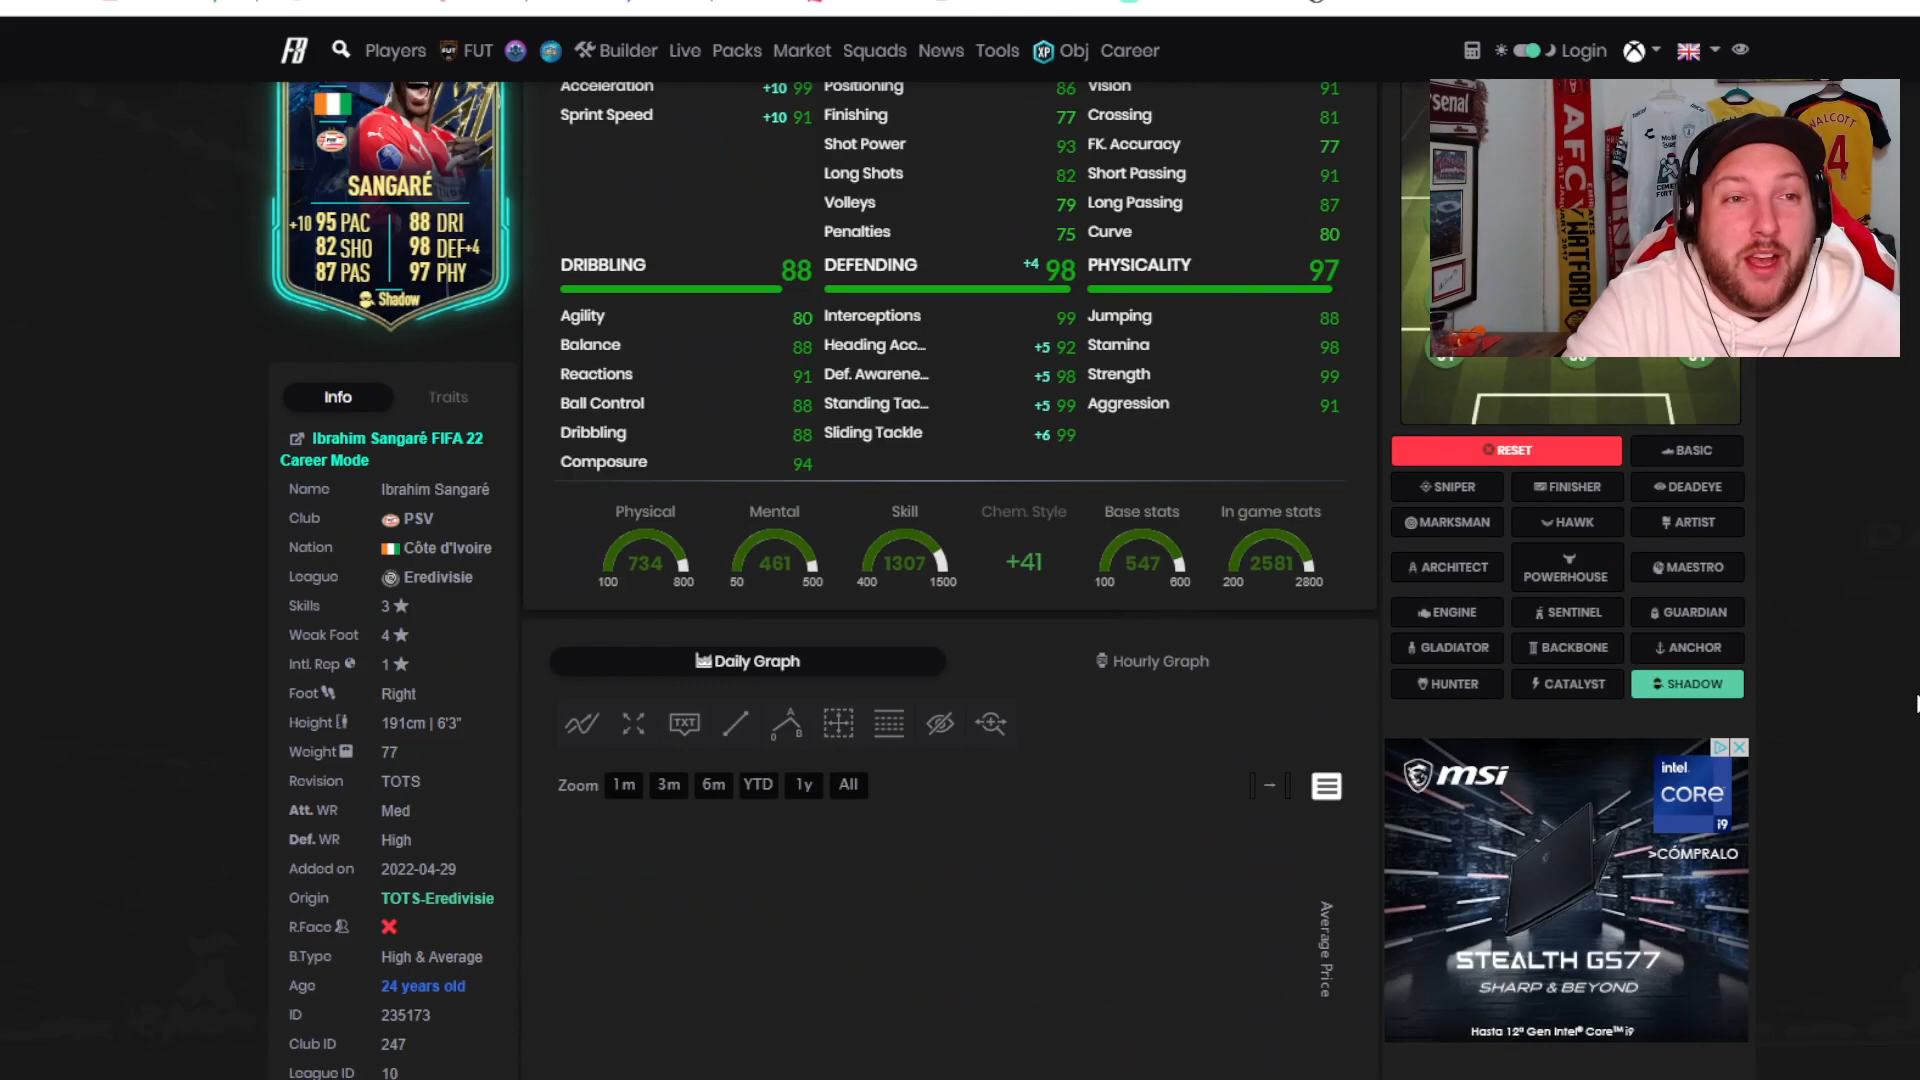 Players FUT Builder Live Packs Market Squads News Tools XP Obj Career Login
Acceleration +10 99 Positioning 86 Vision 91
Sprint Speed +10 91 Finishing 77 Crossing 81
Shot Power 93 FK. Accuracy 77
Long Shots 82 Short Passing 91
Volleys 79 Long Passing 87
Penalties 75 Curve 80
SANGARÉ
+10 95 PAC 88 DRI
82 SHO 98 DEF+4
87 PAS 97 PHY
Shadow
DRIBBLING 88 DEFENDING +4 98 PHYSICALITY 97
Agility 80 Interceptions 99 Jumping 88
Balance 88 Heading Acc... +5 92 Stamina 98
Reactions 91 Def. Awarene... +5 98 Strength 99
Ball Control 88 Standing Tac... +5 99 Aggression 91
Dribbling 88 Sliding Tackle +6 99
Composure 94
Physical Mental Skill Chem. Style Base stats In game stats
734 461 1307 +41 547 2581
100 800 50 500 400 1500 100 600 200 2800
Info Traits
Ibrahim Sangaré FIFA 22
Career Mode
Name Ibrahim Sangaré
Club PSV
Nation Côte d'Ivoire
League Eredivisie
Skills 3
Weak Foot 4
Intl. Rep 1
Foot Right
Height 191cm | 6'3"
Weight 77
Revision TOTS
Att. WR Med
Def. WR High
Added on 2022-04-29
Origin TOTS-Eredivisie
R.Face
B.Type High & Average
Age 24 years old
ID 235173
Club ID 247
League ID 10
Daily Graph Hourly Graph
TXT
Zoom 1m 3m 6m YTD 1y All
Average Price
RESET BASIC
SNIPER FINISHER DEADEYE
MARKSMAN HAWK ARTIST
ARCHITECT POWERHOUSE MAESTRO
ENGINE SENTINEL GUARDIAN
GLADIATOR BACKBONE ANCHOR
HUNTER CATALYST SHADOW
AFC
WATFORD
WALCOTT
4
msi
intel
CORE
i9
>CÓMPRALO
STEALTH GS77
SHARP & BEYOND
Hasta 12ª Gen Intel® Core™ i9